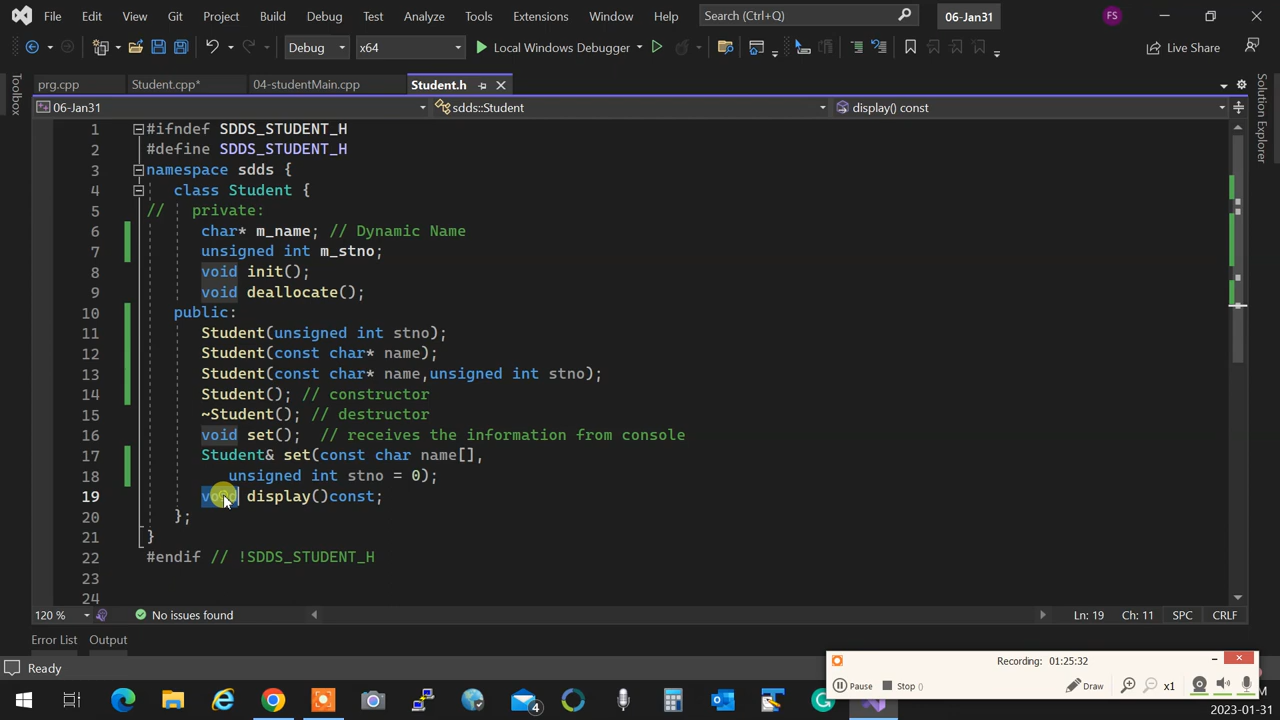 File Edit View Git Project Build Debug Test Analyze Tools Extensions Window Help Search (Ctrl+Q) 06-Jan31 FS
Debug x64 Local Windows Debugger Live Share
prg.cpp Student.cpp* 04-studentMain.cpp Student.h
Toolbox
Solution Explorer
06-Jan31 sdds::Student display() const
1 #ifndef SDDS_STUDENT_H
2 #define SDDS_STUDENT_H
3 namespace sdds {
4 class Student {
5 // private:
6 char* m_name; // Dynamic Name
7 unsigned int m_stno;
8 void init();
9 void deallocate();
10 public:
11 Student(unsigned int stno);
12 Student(const char* name);
13 Student(const char* name,unsigned int stno);
14 Student(); // constructor
15 ~Student(); // destructor
16 void set(); // receives the information from console
17 Student& set(const char name[],
18 unsigned int stno = 0);
19 void display()const;
20 };
21 }
22 #endif // !SDDS_STUDENT_H
23
24
120 % No issues found Ln: 19 Ch: 11 SPC CRLF
Error List Output
Ready
Recording: 01:25:32
Pause Stop () Draw x1
4
2023-01-31